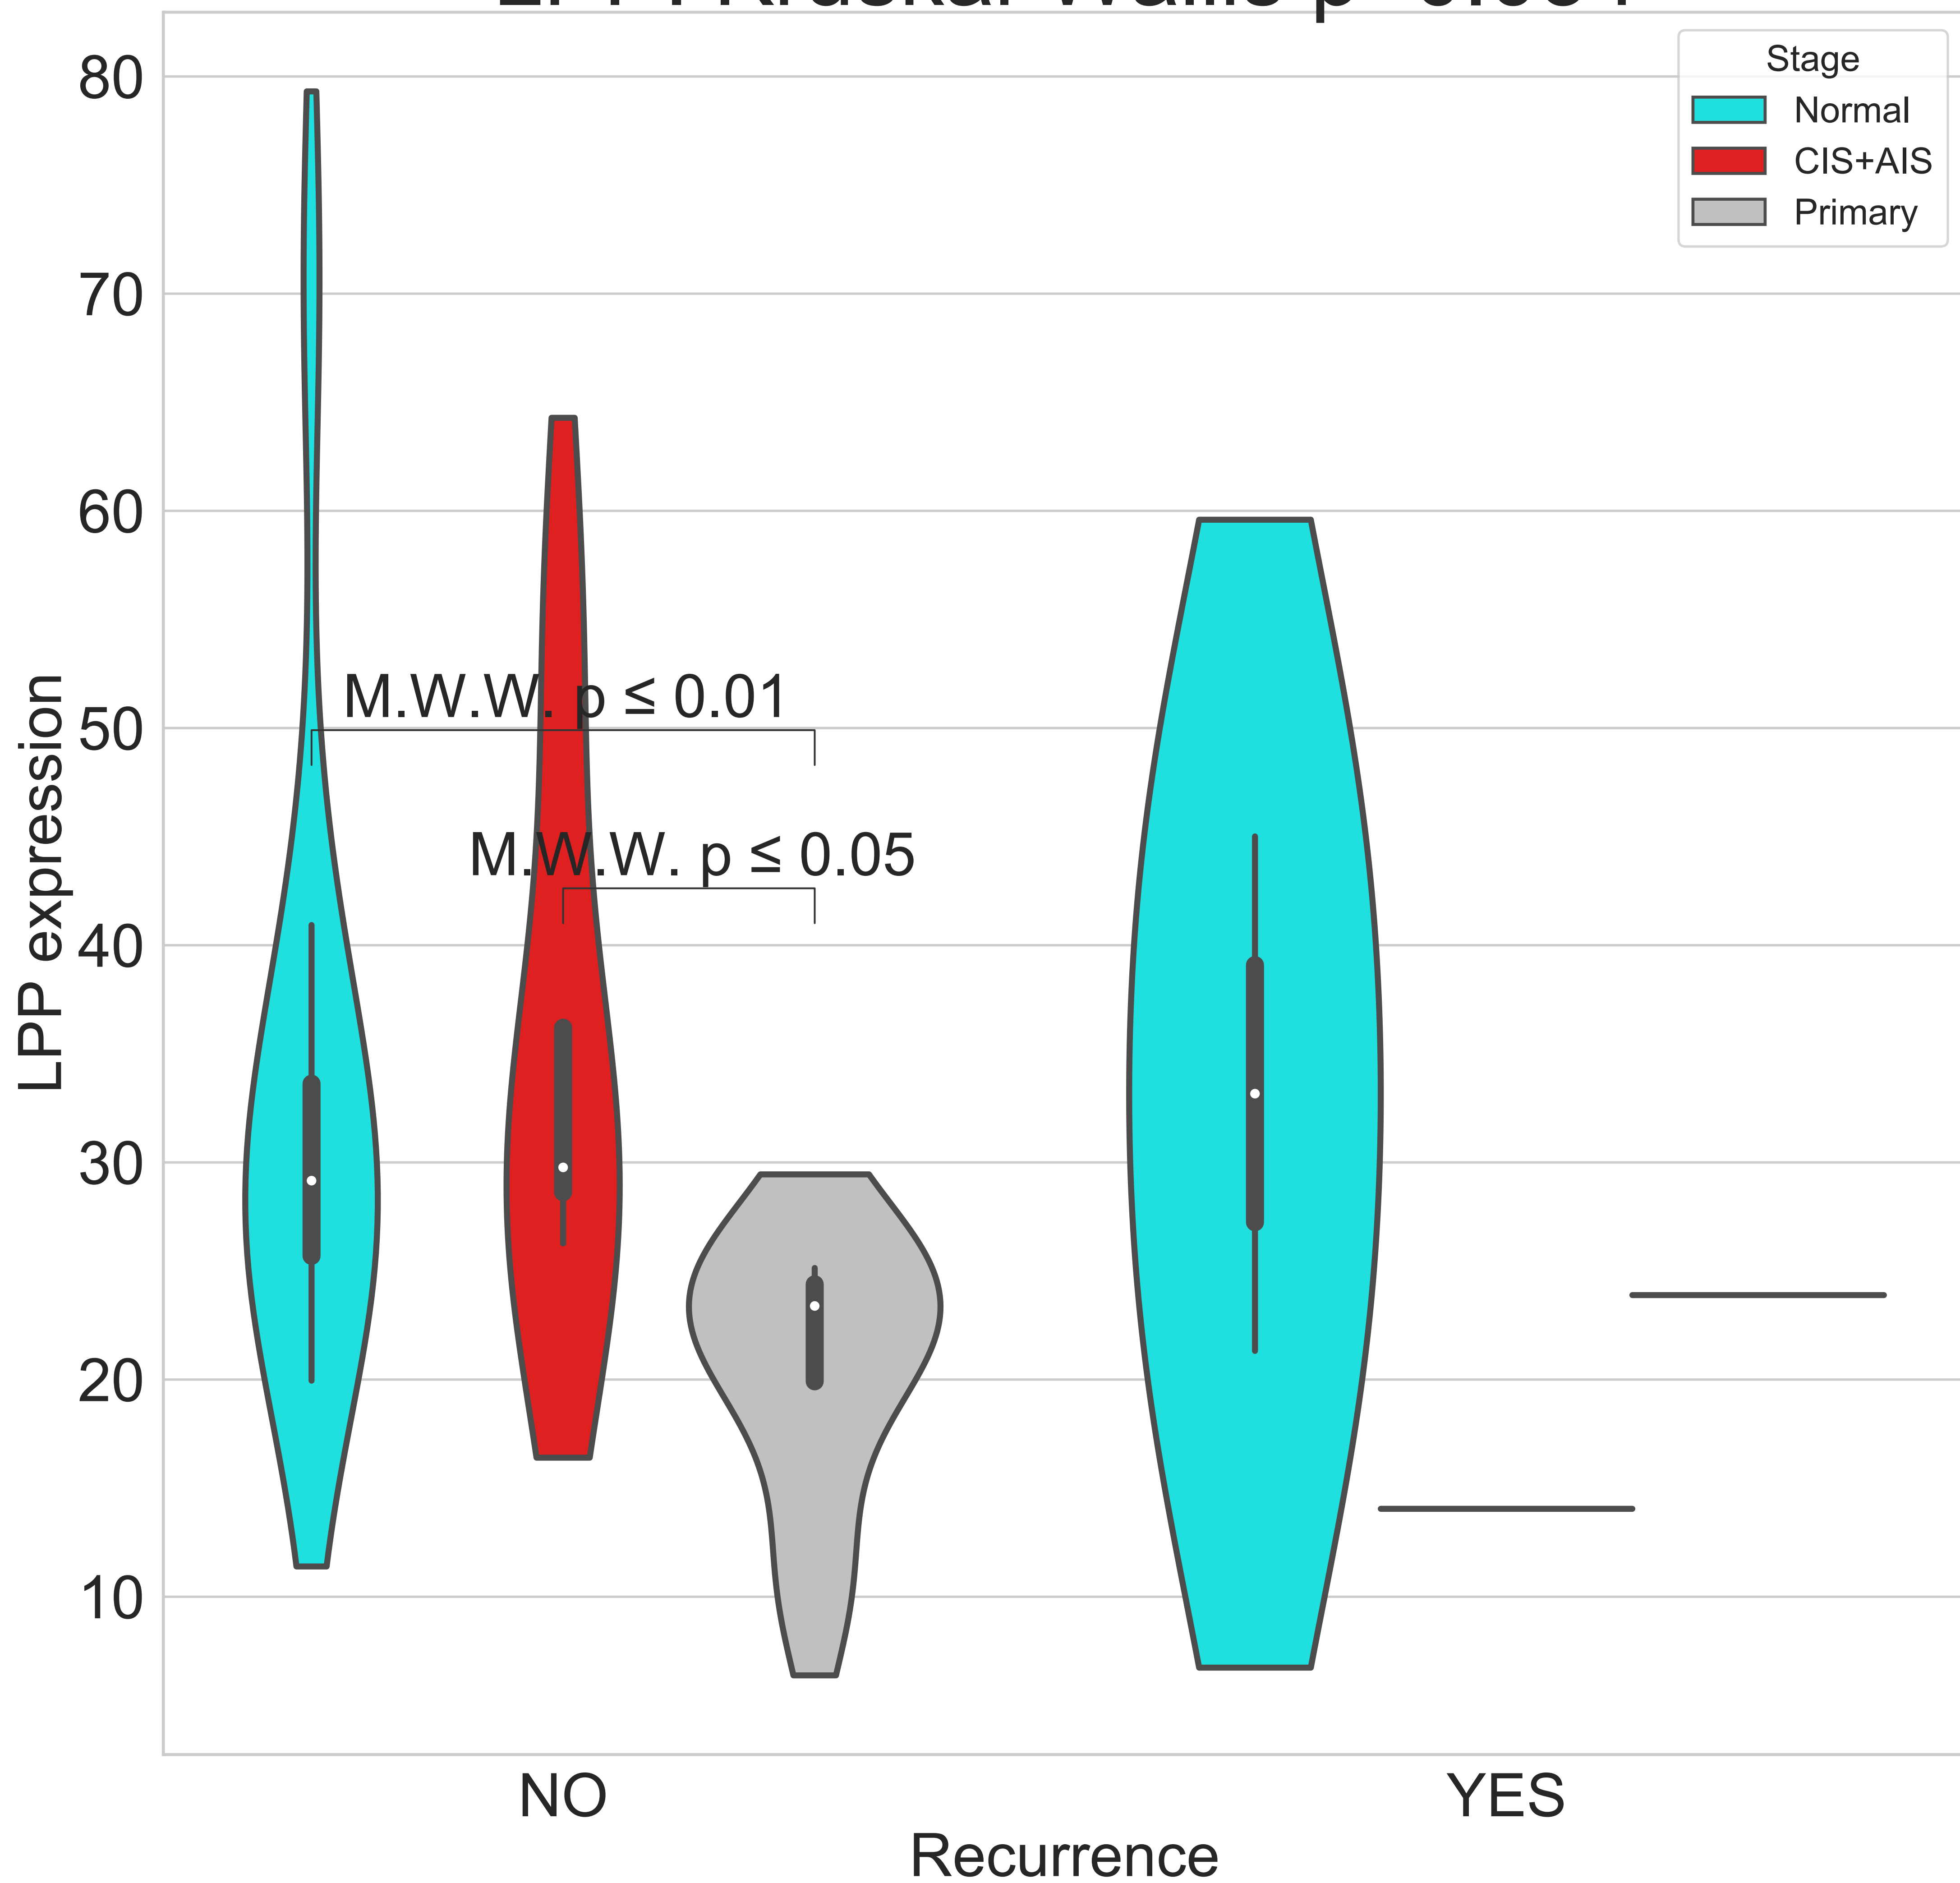 Stage
Normal
CIS+AIS
Primary
80
70
60
50
40
30
20
10
LPP expression
M.W.W. p ≤ 0.01
M.W.W. p ≤ 0.05
NO
YES
Recurrence